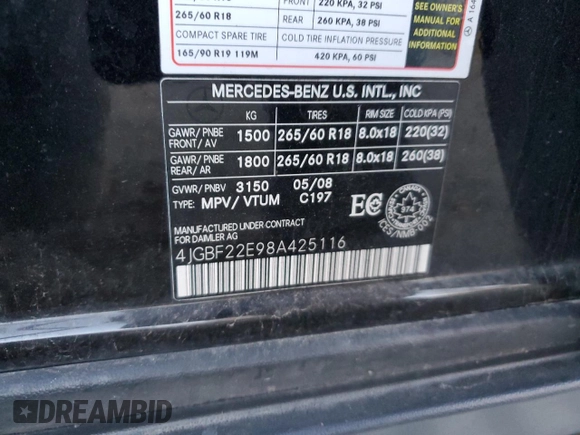 FRONT 220 KPA, 32 PSI
265/60 R18 REAR 260 KPA, 38 PSI
COMPACT SPARE TIRE COLD TIRE INFLATION PRESSURE
165/90 R19 119M 420 KPA, 60 PSI
SEE OWNER'S
MANUAL FOR
ADDITIONAL
INFORMATION
A 164
MERCEDES-BENZ U.S. INTL., INC
KG TIRES RIM SIZE COLD KPA (PSI)
GAWR/PNBE
FRONT/AV 1500 265/60 R18 8.0x18 220(32)
GAWR/PNBE
REAR/AR 1800 265/60 R18 8.0x18 260(38)
GVWR/PNBV 3150 05/08
TYPE: MPV/VTUM C197
EC
CANADA
974
MANUFACTURED UNDER CONTRACT
FOR DAIMLER AG
4JGBF22E98A425116
DREAMBID